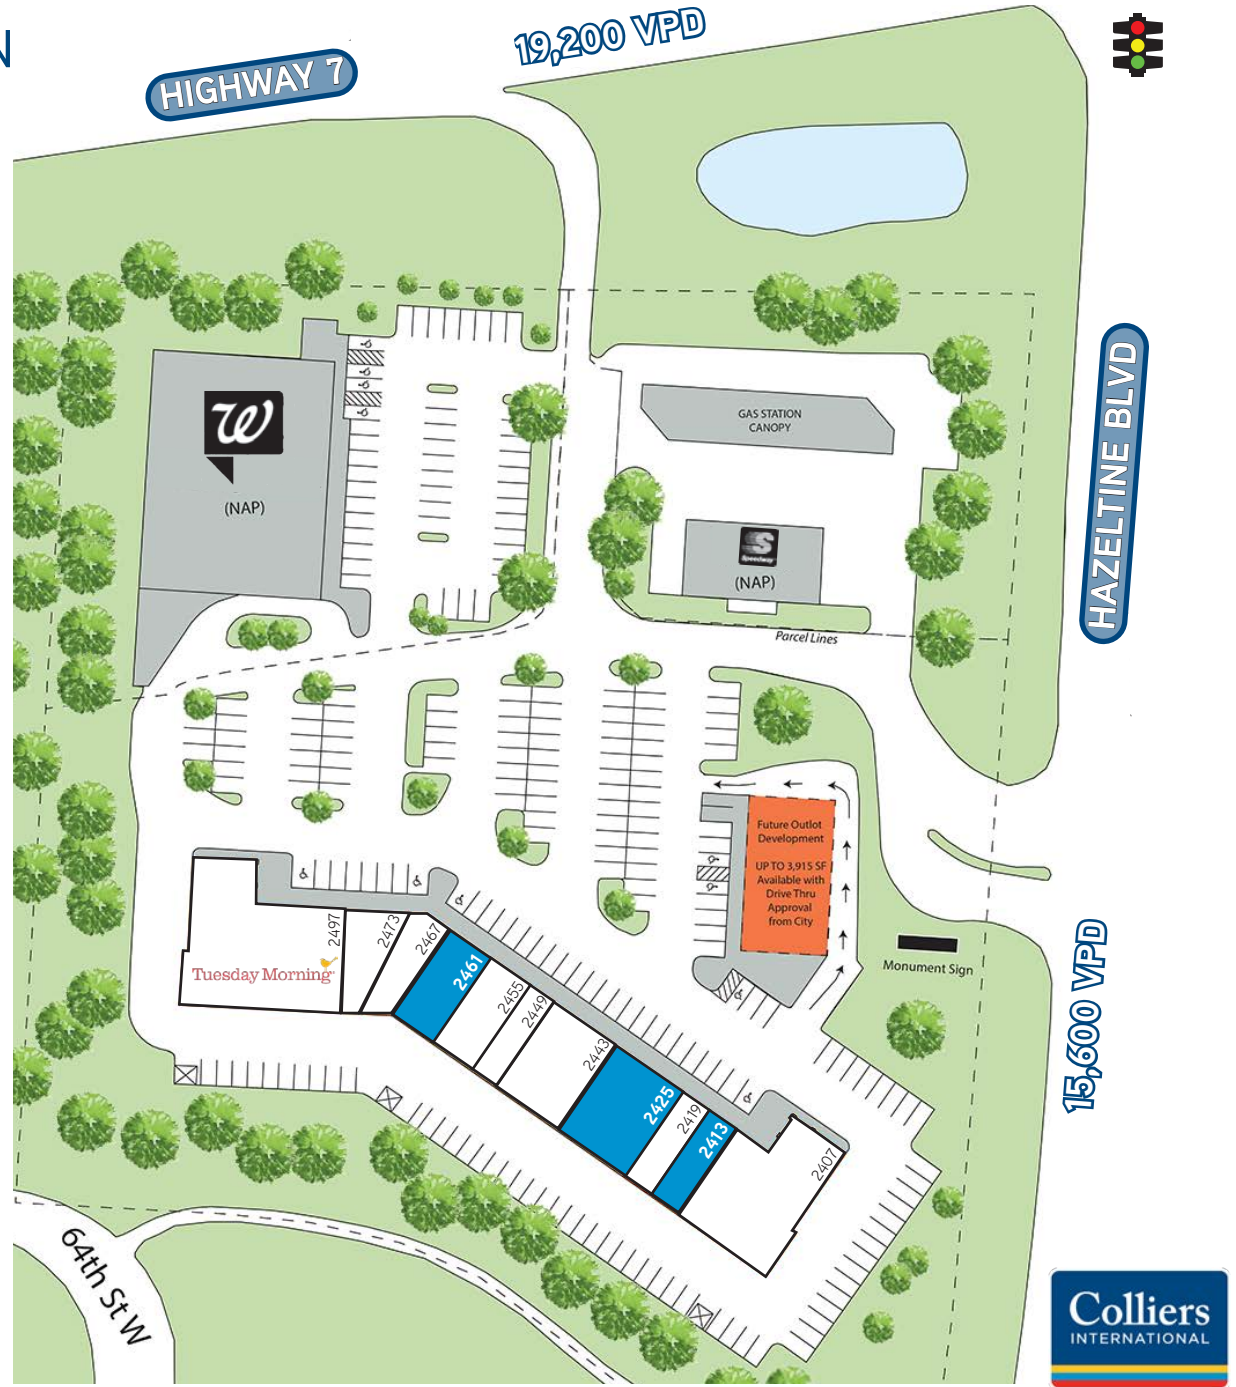 N
HIGHWAY 7
19,200 VPD
HAZELTINE BLVD
W
(NAP)
GAS STATION
CANOPY
S
Speedway
(NAP)
Parcel Lines
Future Outlot
Development
UP TO 3,915 SF
Available with
Drive Thru
Approval
from City
Monument Sign
15,600 VPD
Tuesday Morning
2497
2473
2467
2461
2455
2449
2443
2425
2419
2413
2407
64th St W
Colliers
INTERNATIONAL